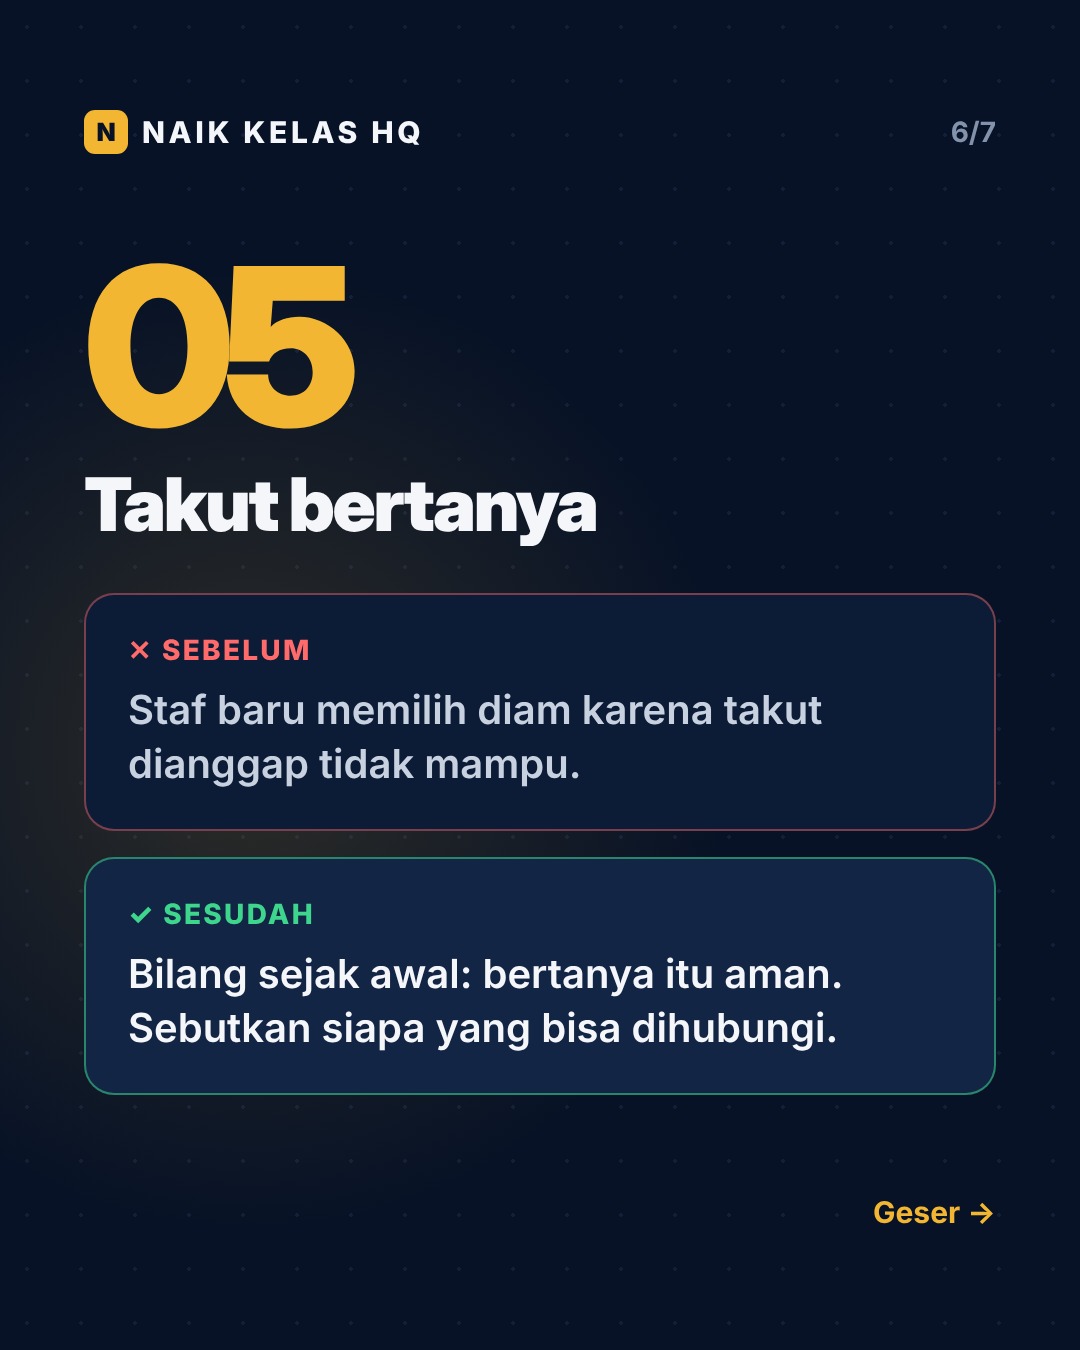 N NAIK KELAS HQ
6/7
05
Takut bertanya
✕ SEBELUM
Staf baru memilih diam karena takut
dianggap tidak mampu.
✓ SESUDAH
Bilang sejak awal: bertanya itu aman.
Sebutkan siapa yang bisa dihubungi.
Geser →